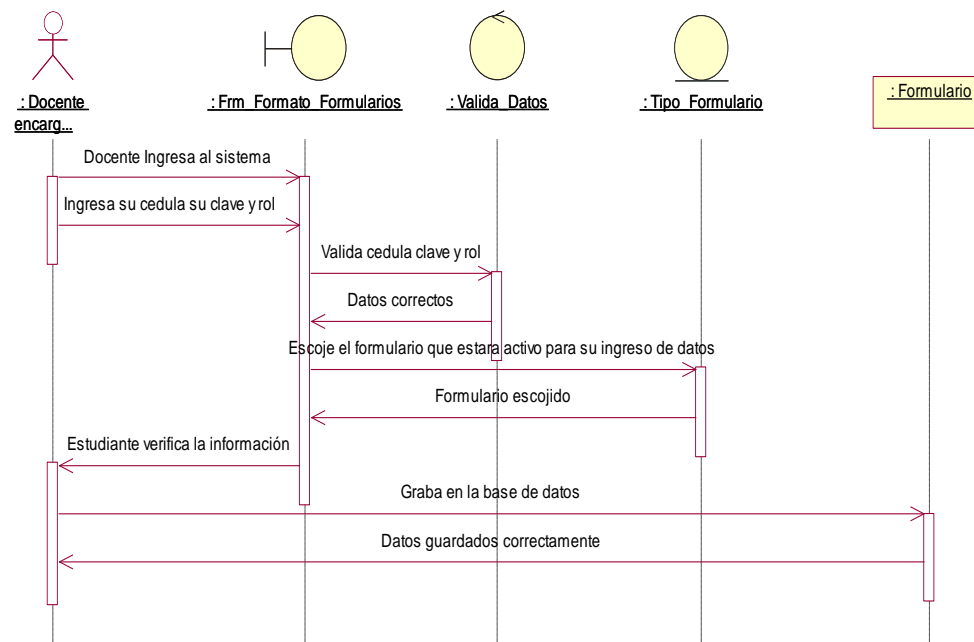 : Docente
encarg...
: Frm_Formato_Formularios
: Valida_Datos
: Tipo_Formulario
: Formulario
Docente Ingresa al sistema
Ingresa su cedula su clave y rol
Valida cedula clave y rol
Datos correctos
Escoje el formulario que estara activo para su ingreso de datos
Formulario escojido
Estudiante verifica la información
Graba en la base de datos
Datos guardados correctamente